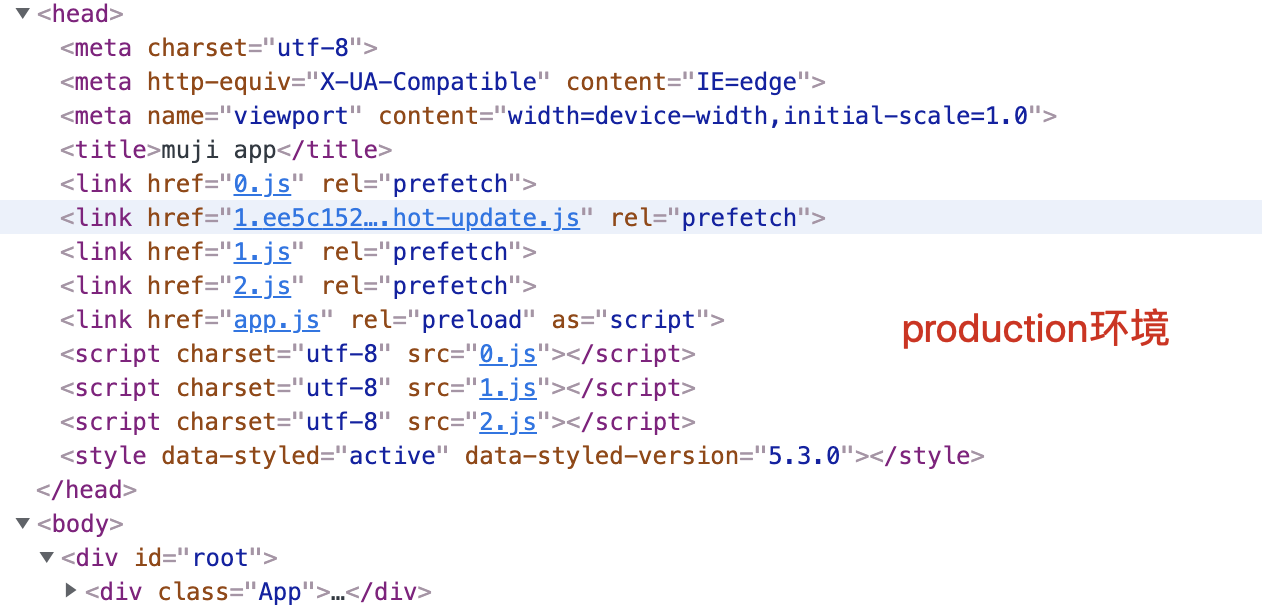 ▼<head>
<meta charset="utf-8">
<meta http-equiv="X-UA-Compatible" content="IE=edge">
<meta name="viewport" content="width=device-width,initial-scale=1.0">
<title>muji app</title>
<link href="0.js" rel="prefetch">
<link href="1.ee5c152….hot-update.js" rel="prefetch">
<link href="1.js" rel="prefetch">
<link href="2.js" rel="prefetch">
<link href="app.js" rel="preload" as="script">
production环境
<script charset="utf-8" src="0.js"></script>
<script charset="utf-8" src="1.js"></script>
<script charset="utf-8" src="2.js"></script>
<style data-styled="active" data-styled-version="5.3.0"></style>
</head>
▼<body>
▼<div id="root">
▶<div class="App">…</div>